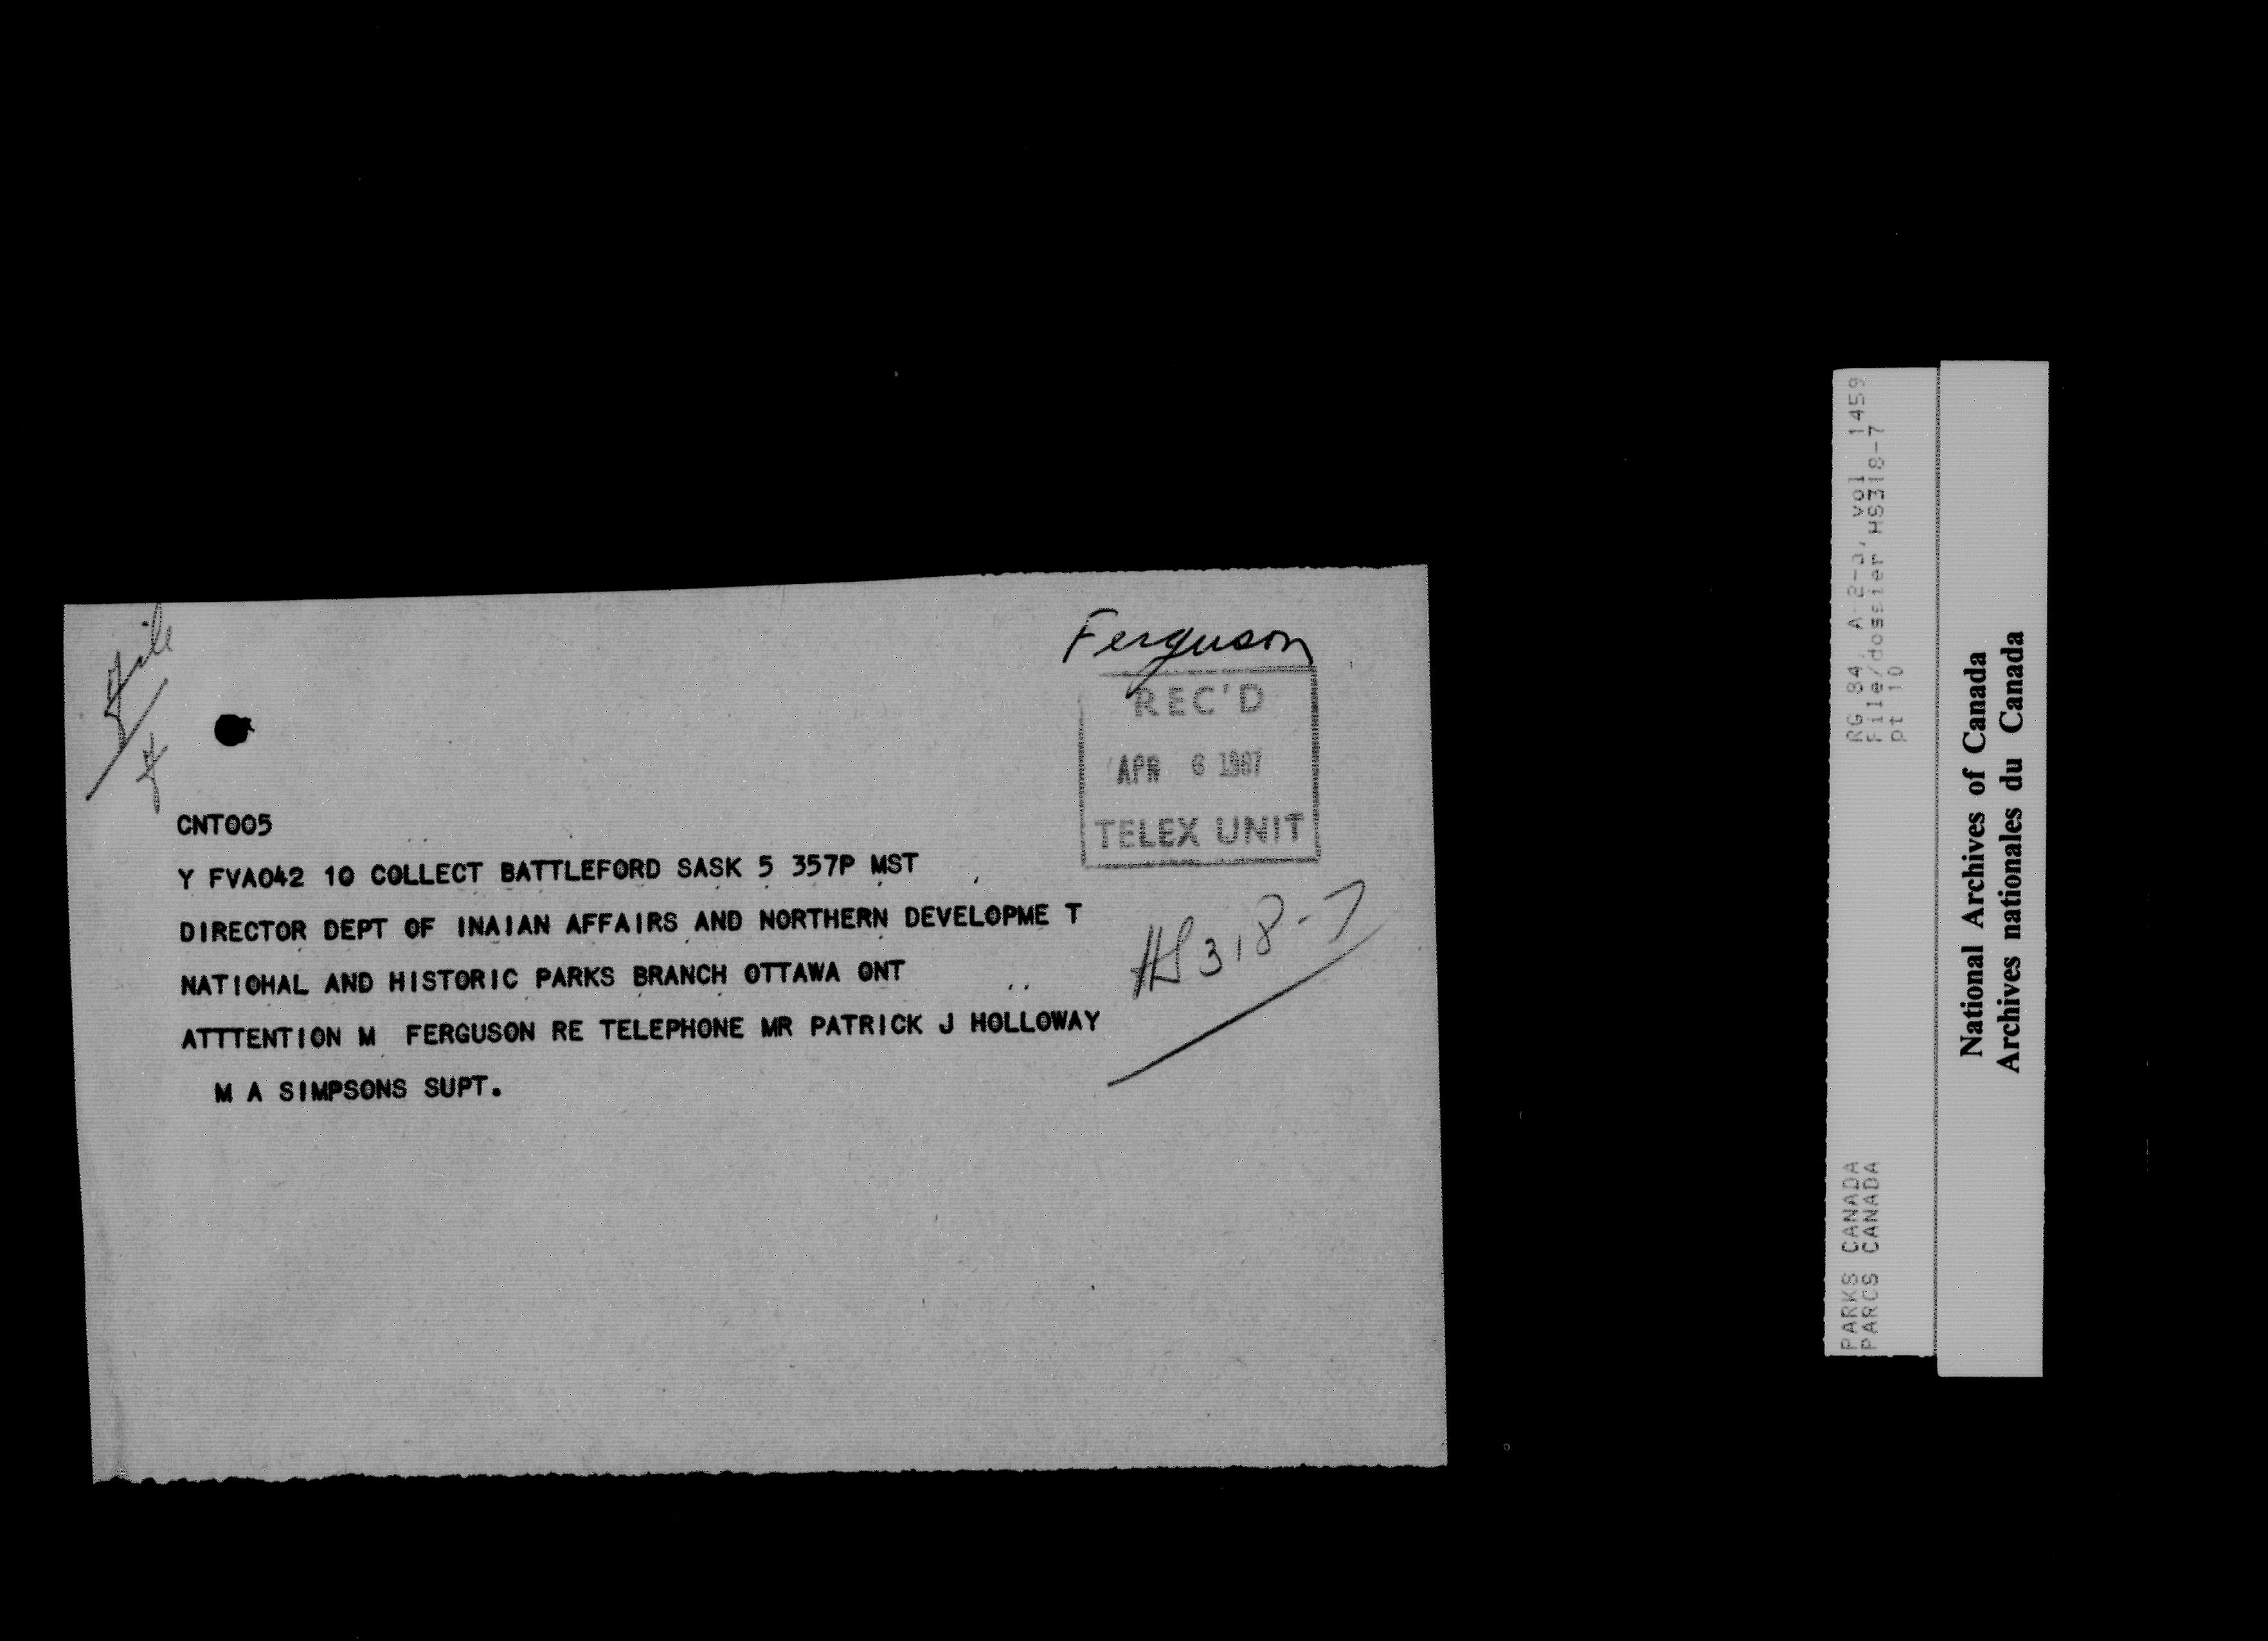 file
Ferguson
REC'D
APR 6 1967
TELEX UNIT
CNT005
Y FVA042 10 COLLECT BATTLEFORD SASK 5 357P MST
DIRECTOR DEPT OF INAIAN AFFAIRS AND NORTHERN DEVELOPME T
NATIOHAL AND HISTORIC PARKS BRANCH OTTAWA ONT
HS 318-7
ATTTENTION M FERGUSON RE TELEPHONE MR PATRICK J HOLLOWAY
M A SIMPSONS SUPT.
RG 84, A-2-a, vol. 1459
File/dossier HS318-7
pt 10
PARKS CANADA
PARCS CANADA
National Archives of Canada
Archives nationales du Canada